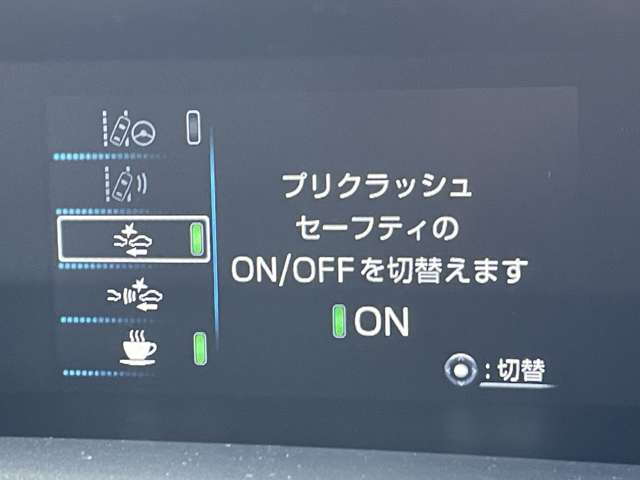 プリクラッシュ
セーフティの
ON/OFFを切替えます
ON
:切替